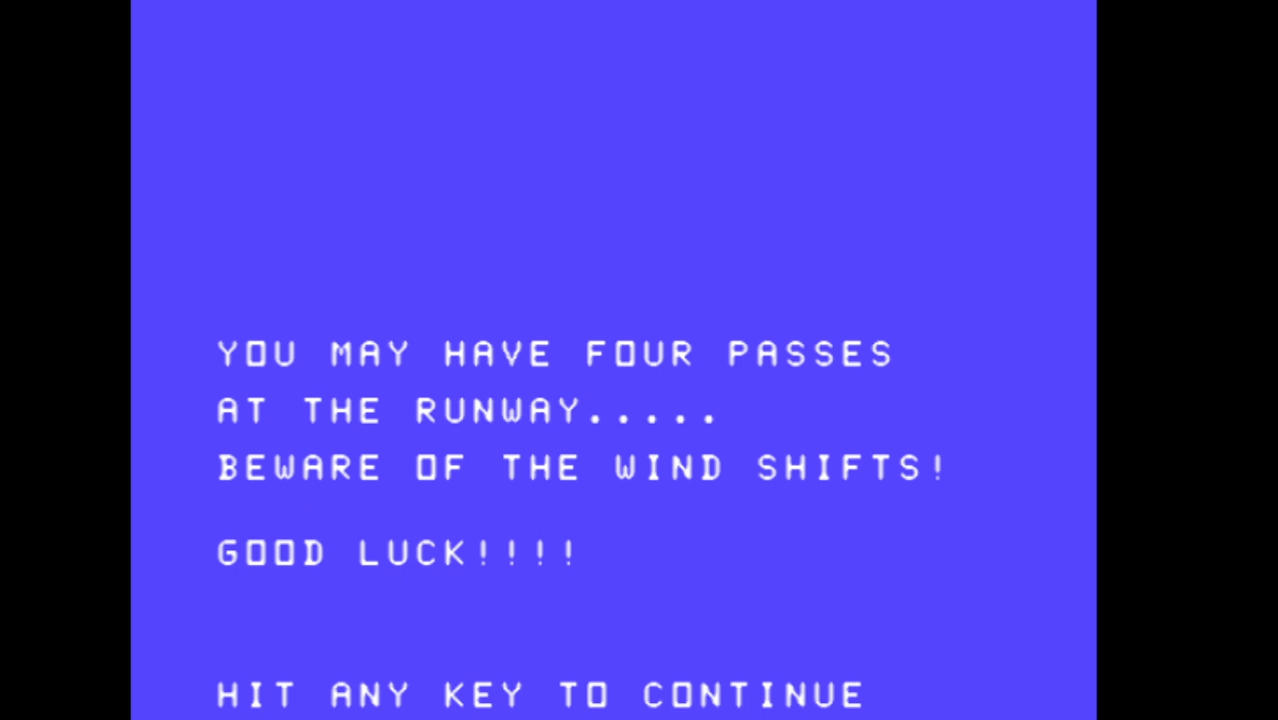 YOU MAY HAVE FOUR PASSES
AT THE RUNWAY.....
BEWARE OF THE WIND SHIFTS!
GOOD LUCK!!!!
HIT ANY KEY TO CONTINUE